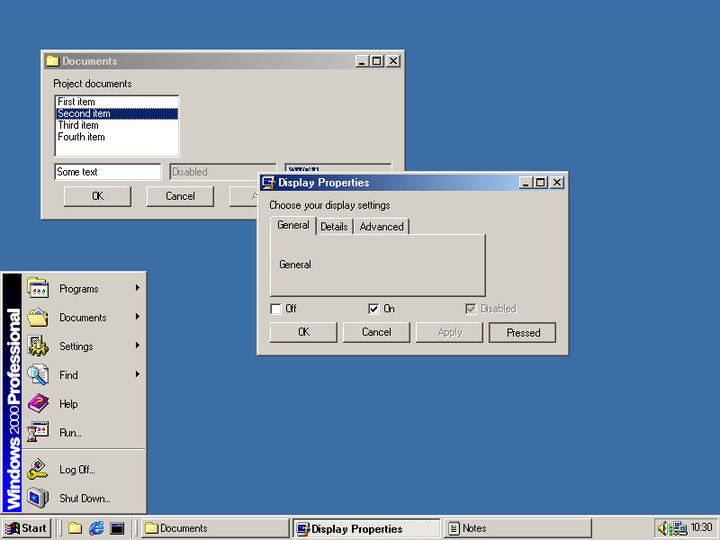 Documents
Project documents
First item
Second item
Third item
Fourth item
Some text
Disabled
OK
Cancel
Display Properties
Choose your display settings
General
Details
Advanced
General
Off
On
Disabled
OK
Cancel
Apply
Pressed
Windows 2000 Professional
Programs
Documents
Settings
Find
Help
Run...
Log Off...
Shut Down...
Start
Documents
Display Properties
Notes
10:30